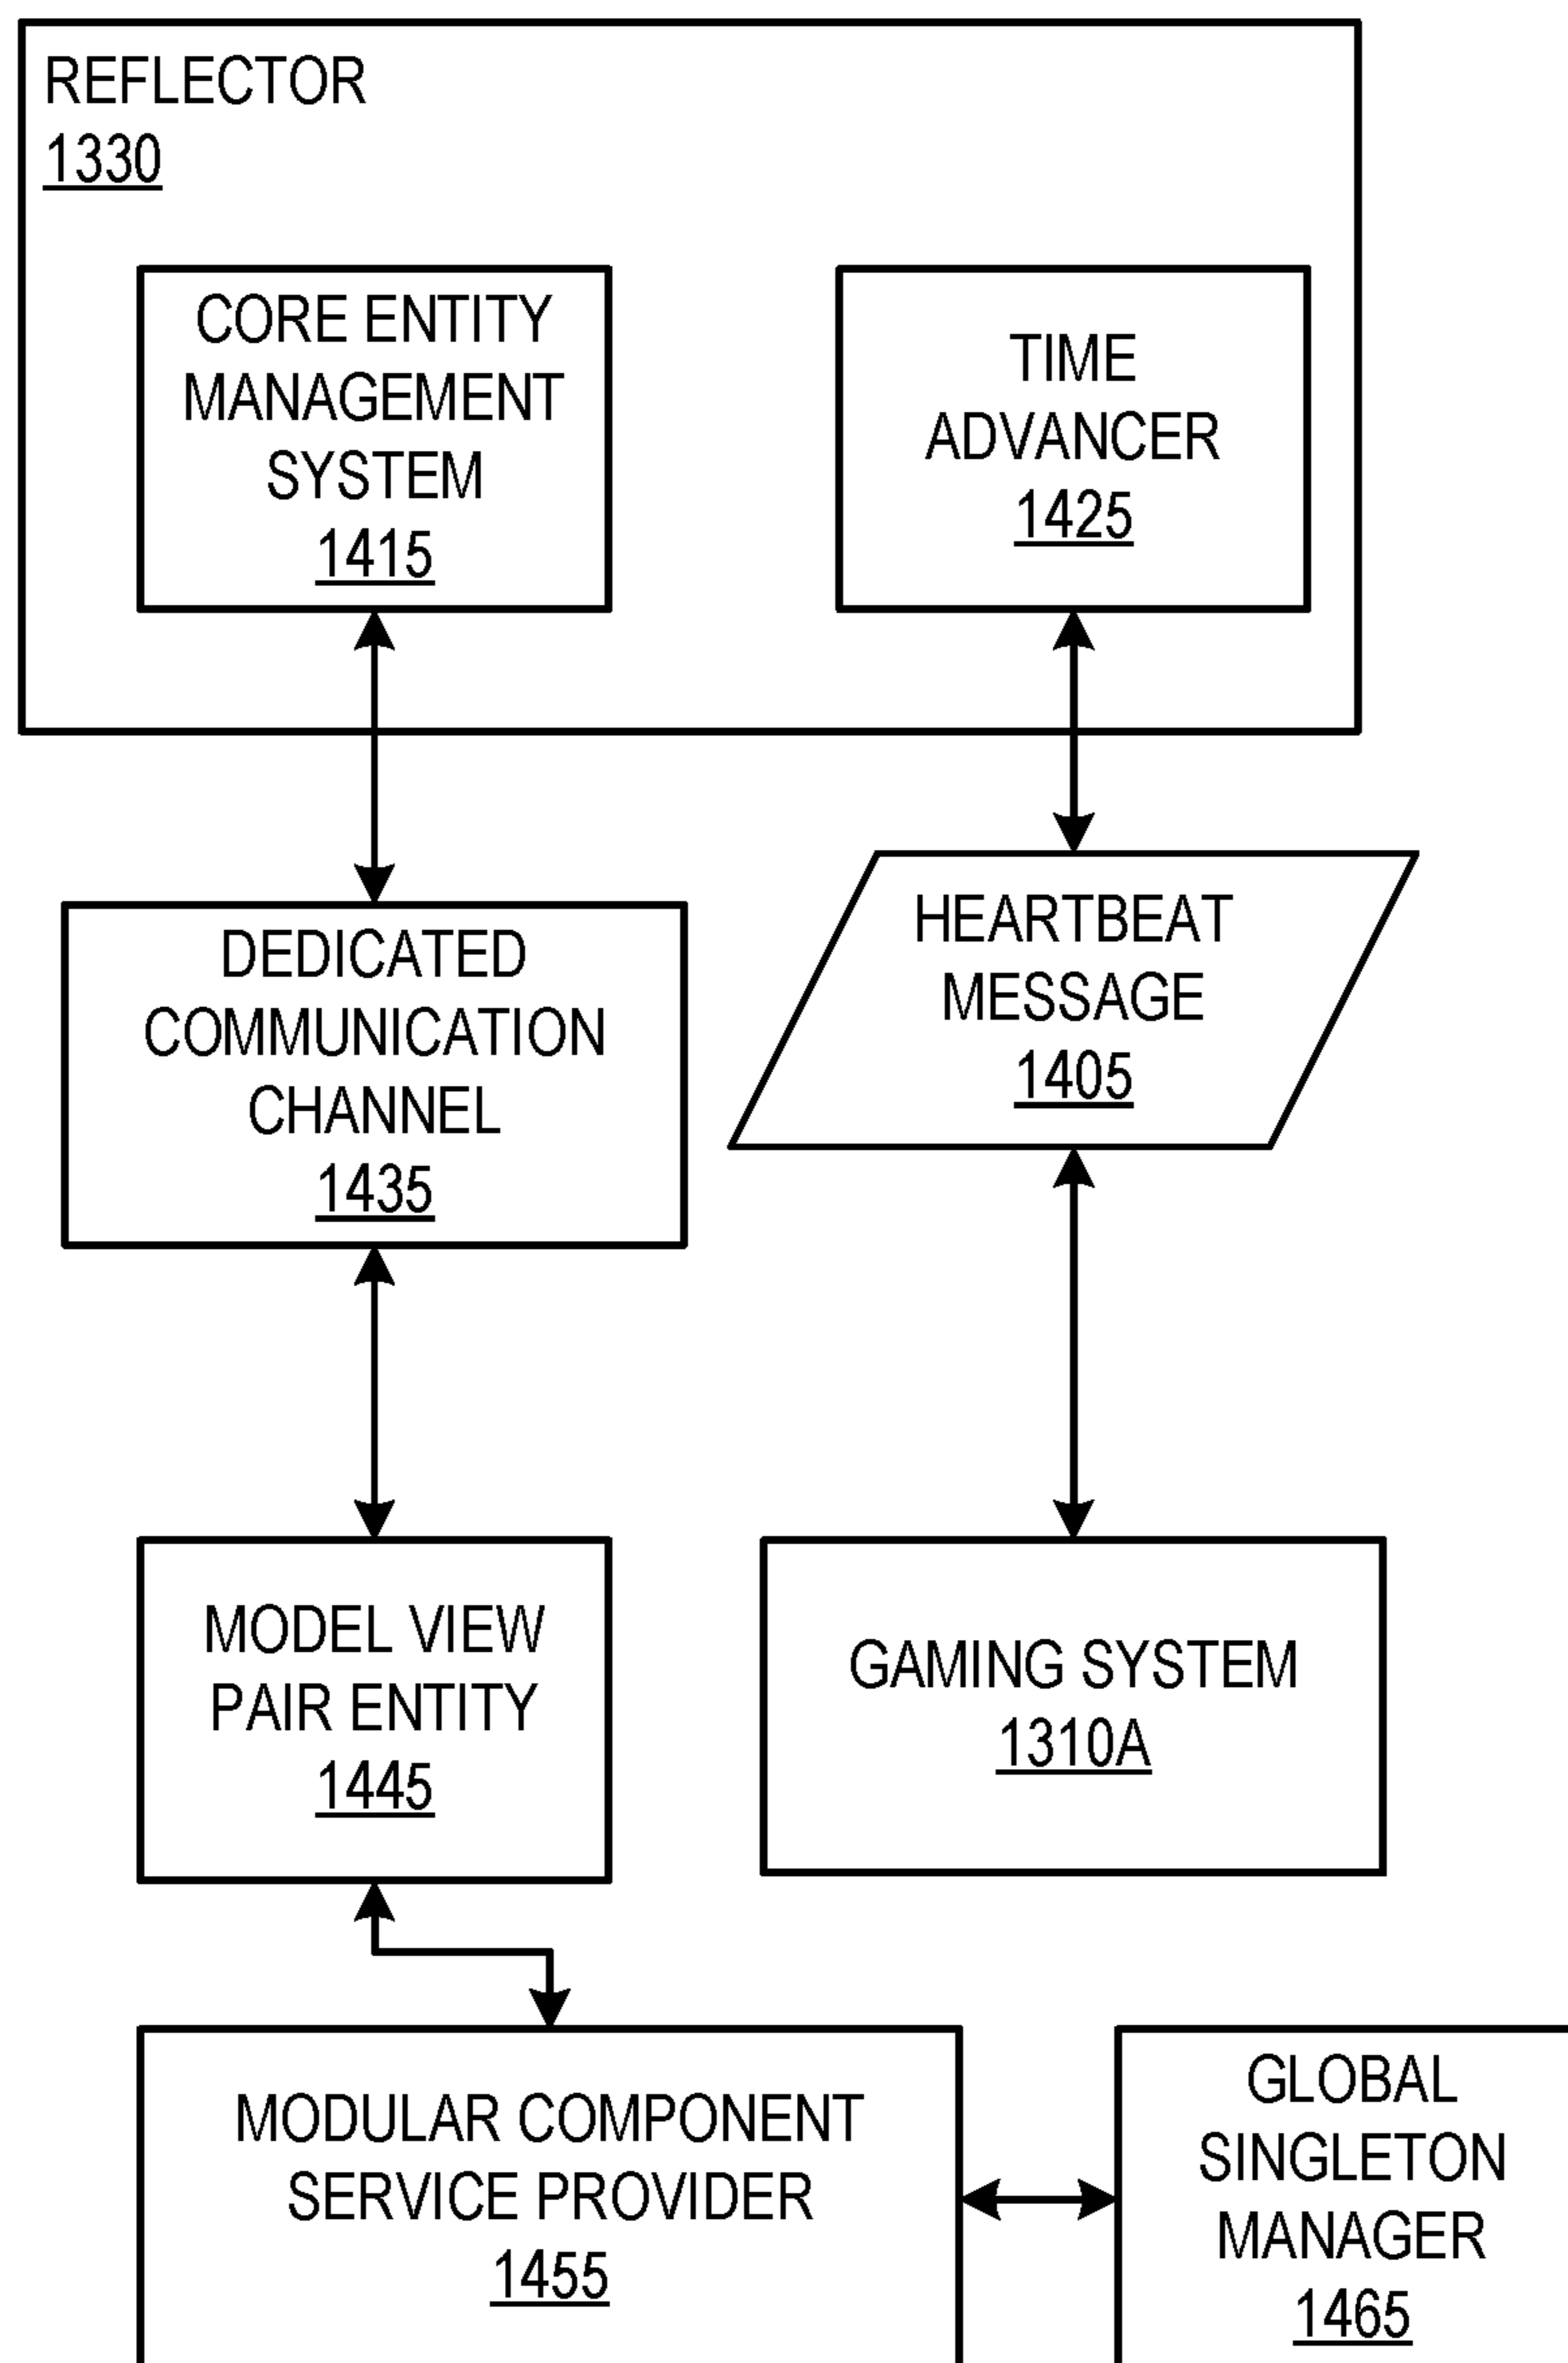 REFLECTOR
1330
CORE ENTITY
MANAGEMENT
SYSTEM
1415
TIME
ADVANCER
1425
DEDICATED
COMMUNICATION
CHANNEL
1435
HEARTBEAT
MESSAGE
1405
MODEL VIEW
PAIR ENTITY
1445
GAMING SYSTEM
1310A
MODULAR COMPONENT
SERVICE PROVIDER
1455
GLOBAL
SINGLETON
MANAGER
1465